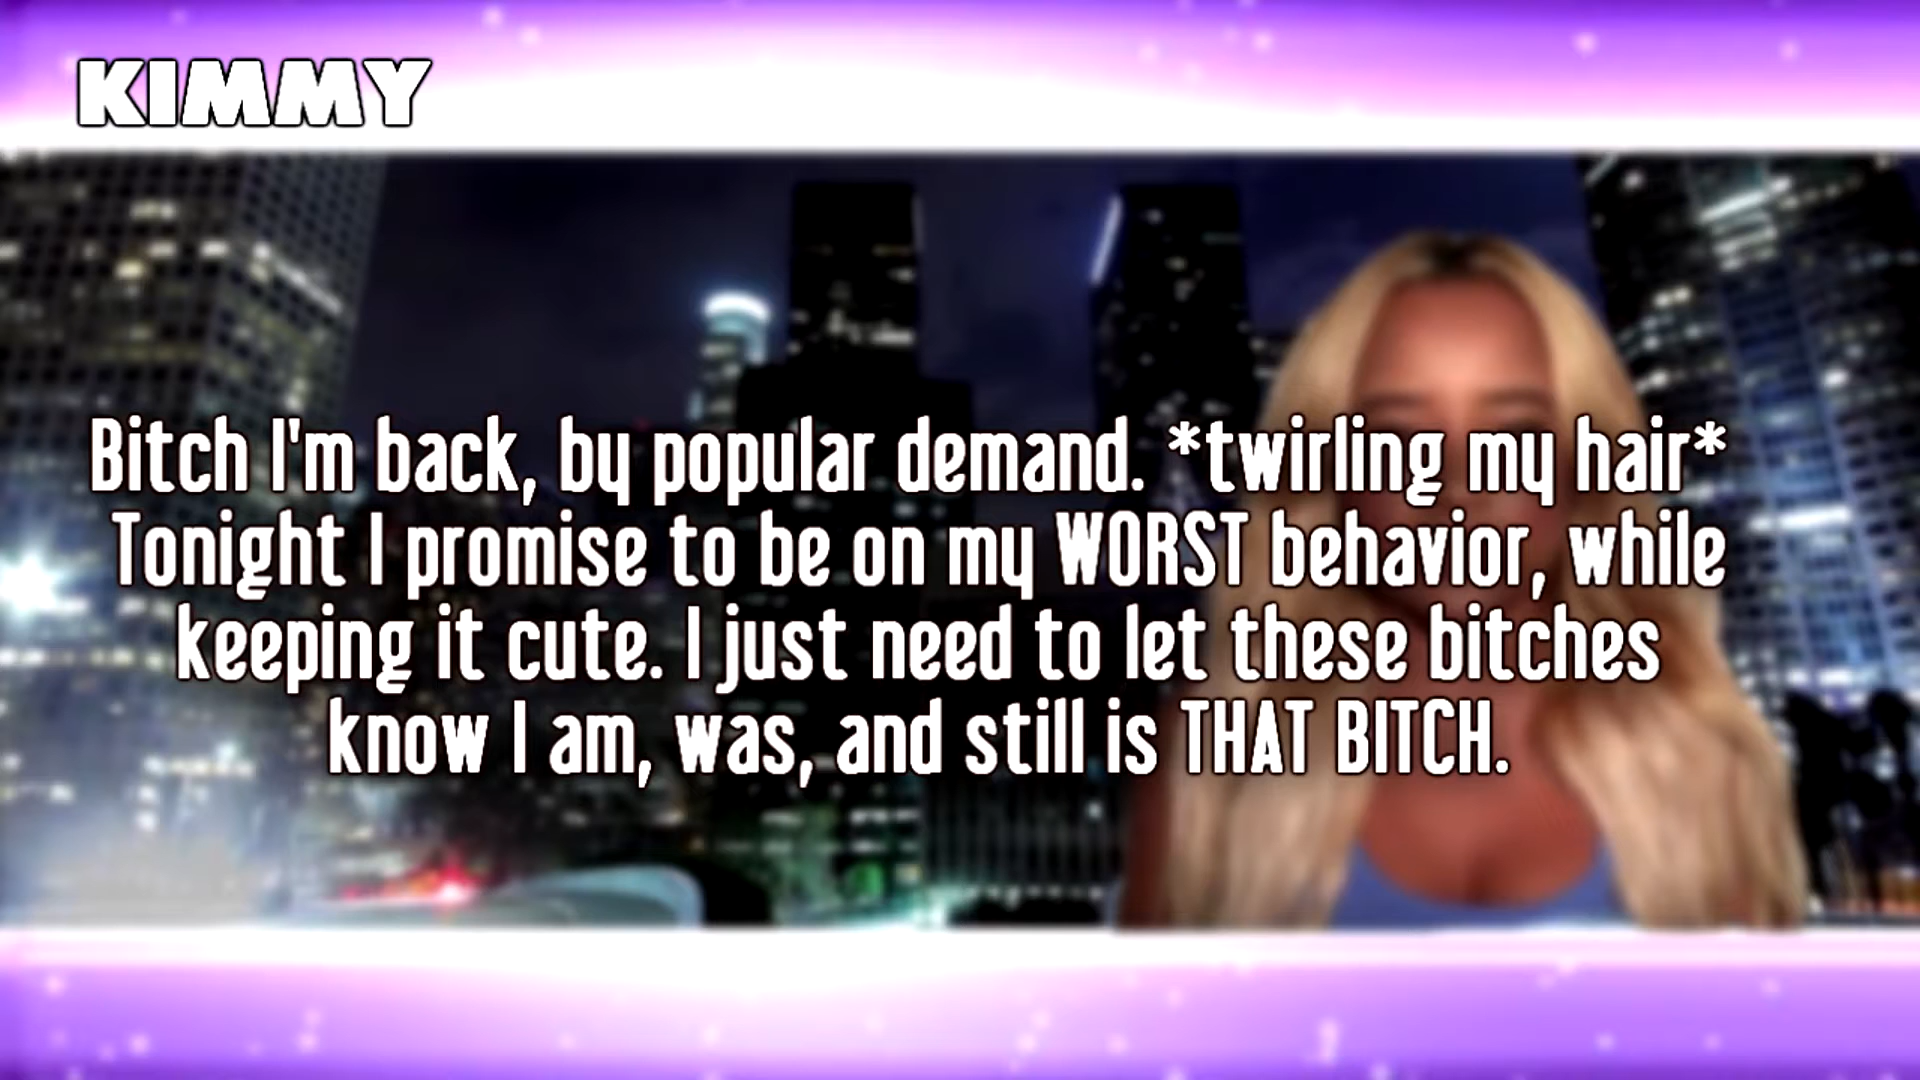 KIMMY
Bitch I'm back, by popular demand. *twirling my hair*
Tonight I promise to be on my WORST behavior, while
keeping it cute. I just need to let these bitches
know I am, was, and still is THAT BITCH.